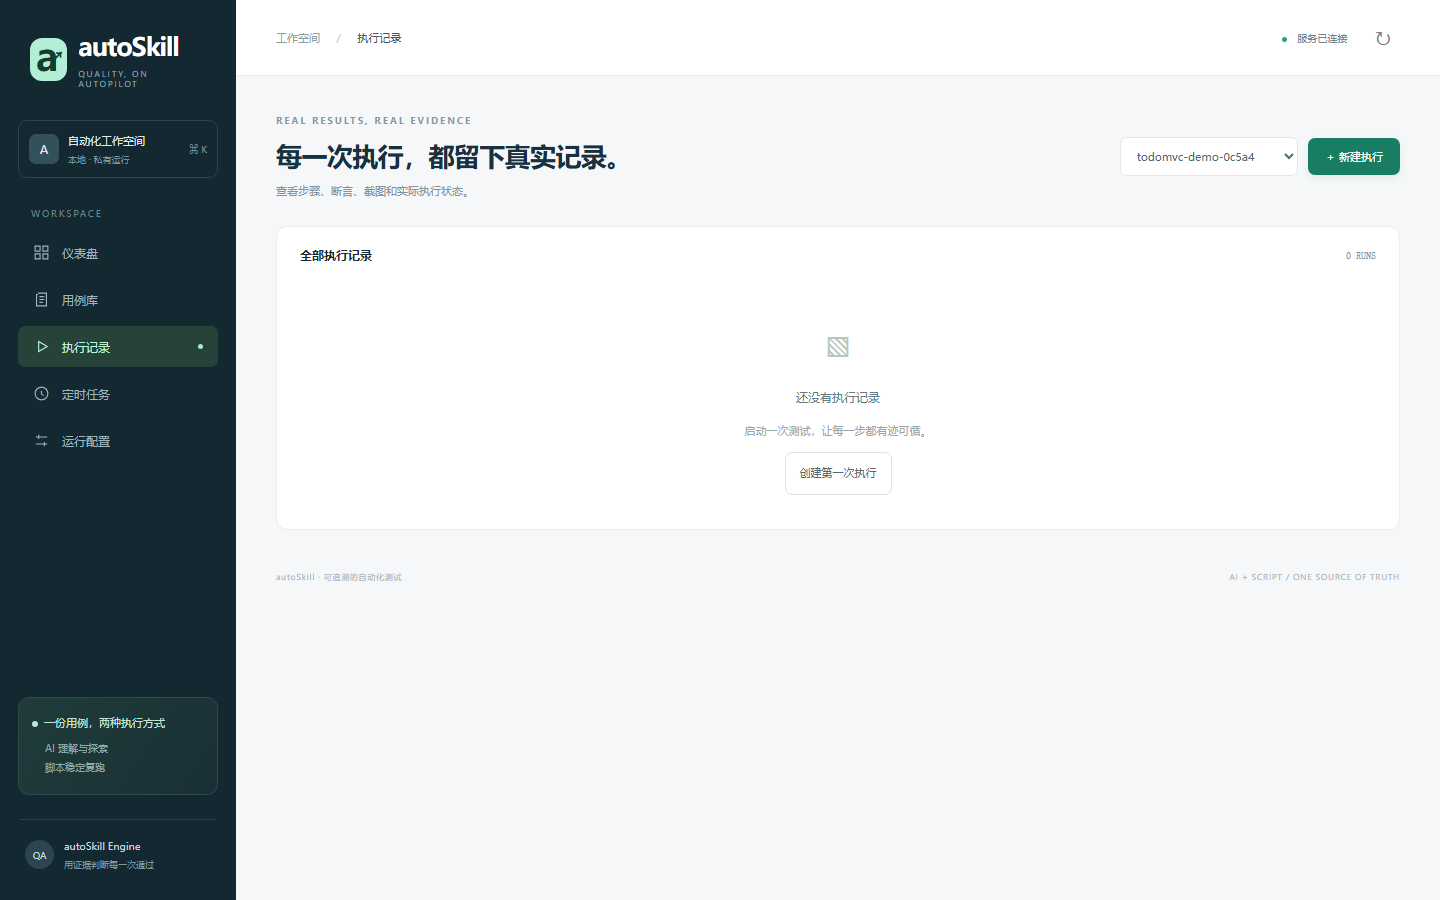 autoSkill
QUALITY, ON
AUTOPILOT
A
自动化工作空间
本地 · 私有运行
⌘ K
WORKSPACE
仪表盘
用例库
执行记录
定时任务
运行配置
一份用例，两种执行方式
AI 理解与探索
脚本稳定复跑
QA
autoSkill Engine
用证据判断每一次通过
工作空间 / 执行记录
服务已连接
REAL RESULTS, REAL EVIDENCE
每一次执行，都留下真实记录。
查看步骤、断言、截图和实际执行状态。
todomvc-demo-0c5a4
+ 新建执行
全部执行记录
0 RUNS
还没有执行记录
启动一次测试，让每一步都有迹可循。
创建第一次执行
autoSkill · 可追溯的自动化测试
AI + SCRIPT / ONE SOURCE OF TRUTH